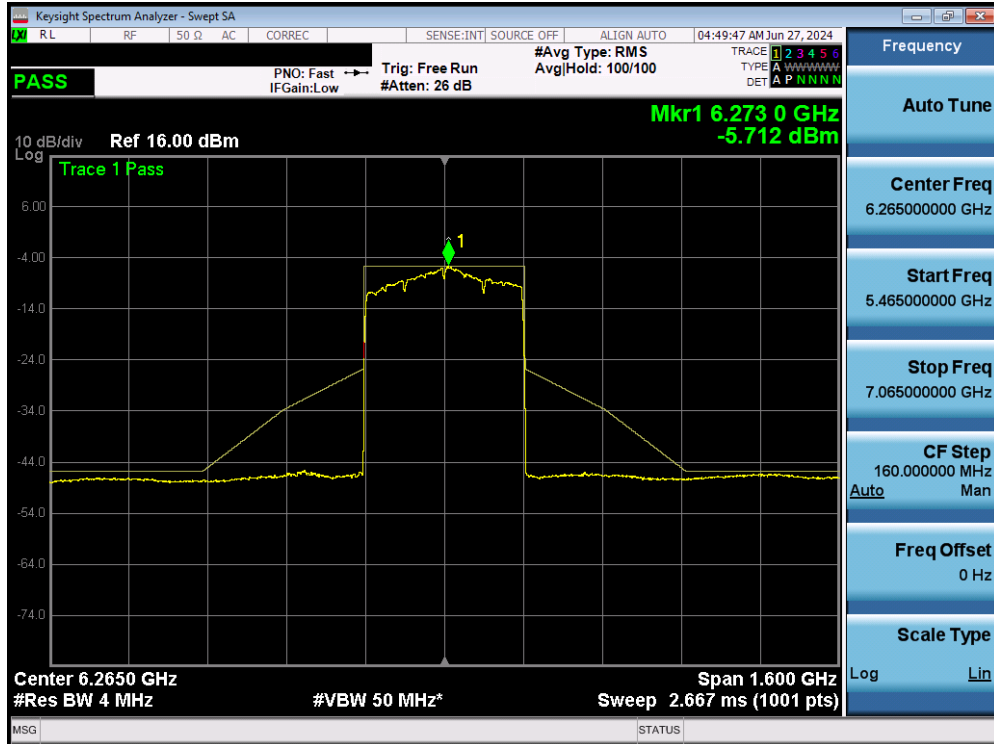 Keysight Spectrum Analyzer - Swept SA
LXI RL RF 50 Ω AC CORREC SENSE:INT SOURCE OFF ALIGN AUTO 04:49:47 AM Jun 27, 2024
PASS
PNO: Fast
IFGain:Low
Trig: Free Run
#Atten: 26 dB
#Avg Type: RMS
Avg|Hold: 100/100
TRACE 1 2 3 4 5 6
TYPE A W W W W W
DET A P N N N N
Mkr1 6.273 0 GHz
-5.712 dBm
10 dB/div Ref 16.00 dBm
Log
Trace 1 Pass
1
6.00
-4.00
-14.0
-24.0
-34.0
-44.0
-54.0
-64.0
-74.0
Center 6.2650 GHz Span 1.600 GHz
#Res BW 4 MHz #VBW 50 MHz* Sweep 2.667 ms (1001 pts)
MSG STATUS
Frequency
Auto Tune
Center Freq
6.265000000 GHz
Start Freq
5.465000000 GHz
Stop Freq
7.065000000 GHz
CF Step
160.000000 MHz
Auto Man
Freq Offset
0 Hz
Scale Type
Log Lin